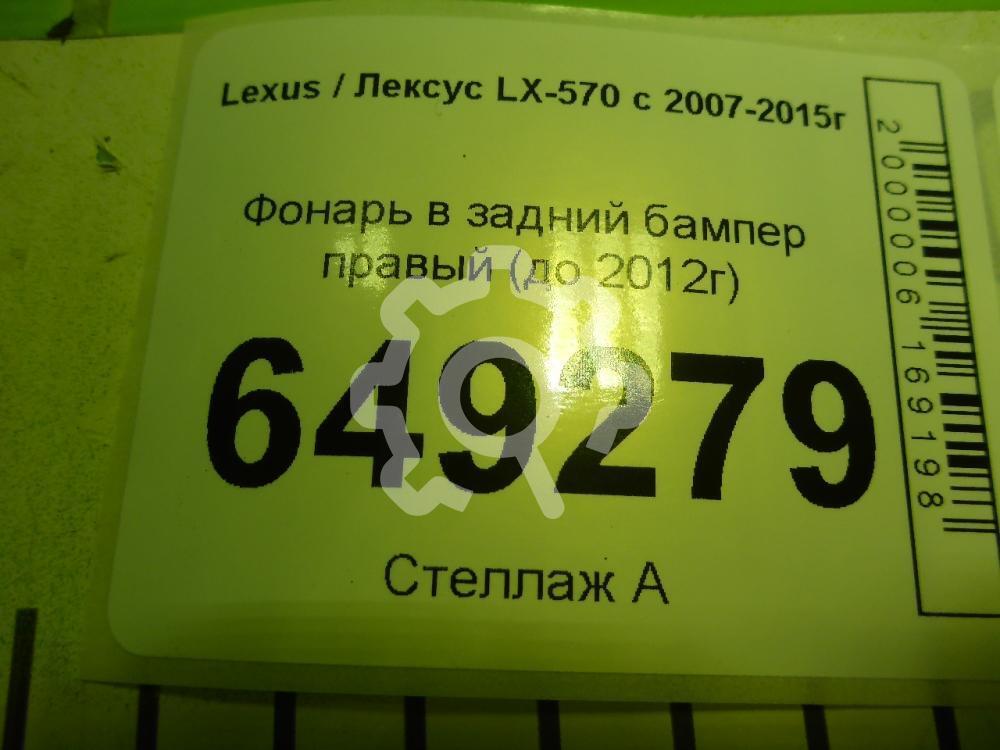 Lexus / Лексус LX-570 с 2007-2015г
Фонарь в задний бампер
правый (до 2012г)
649279
Стеллаж А
2000006169198